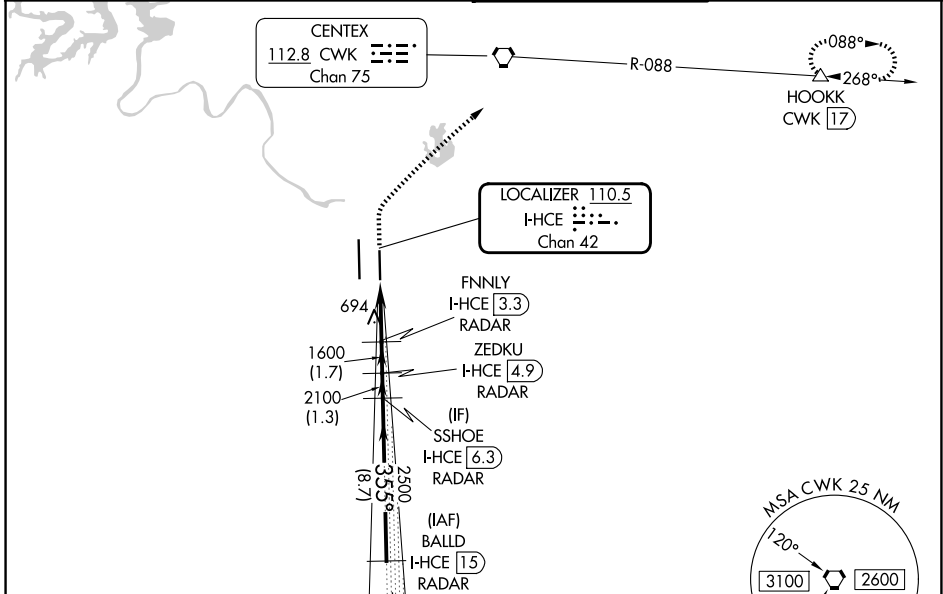 CENTEX
112.8 CWK
Chan 75
R-088
088°
268°
HOOKK
CWK 17
LOCALIZER 110.5
I-HCE
Chan 42
FNNLY
I-HCE 3.3
RADAR
694
ZEDKU
I-HCE 4.9
RADAR
1600
(1.7)
2100
(1.3)
(IF)
SSHOE
I-HCE 6.3
RADAR
2500
355°
(8.7)
(IAF)
BALLD
I-HCE 15
RADAR
MSA CWK 25 NM
120°
3100
2600